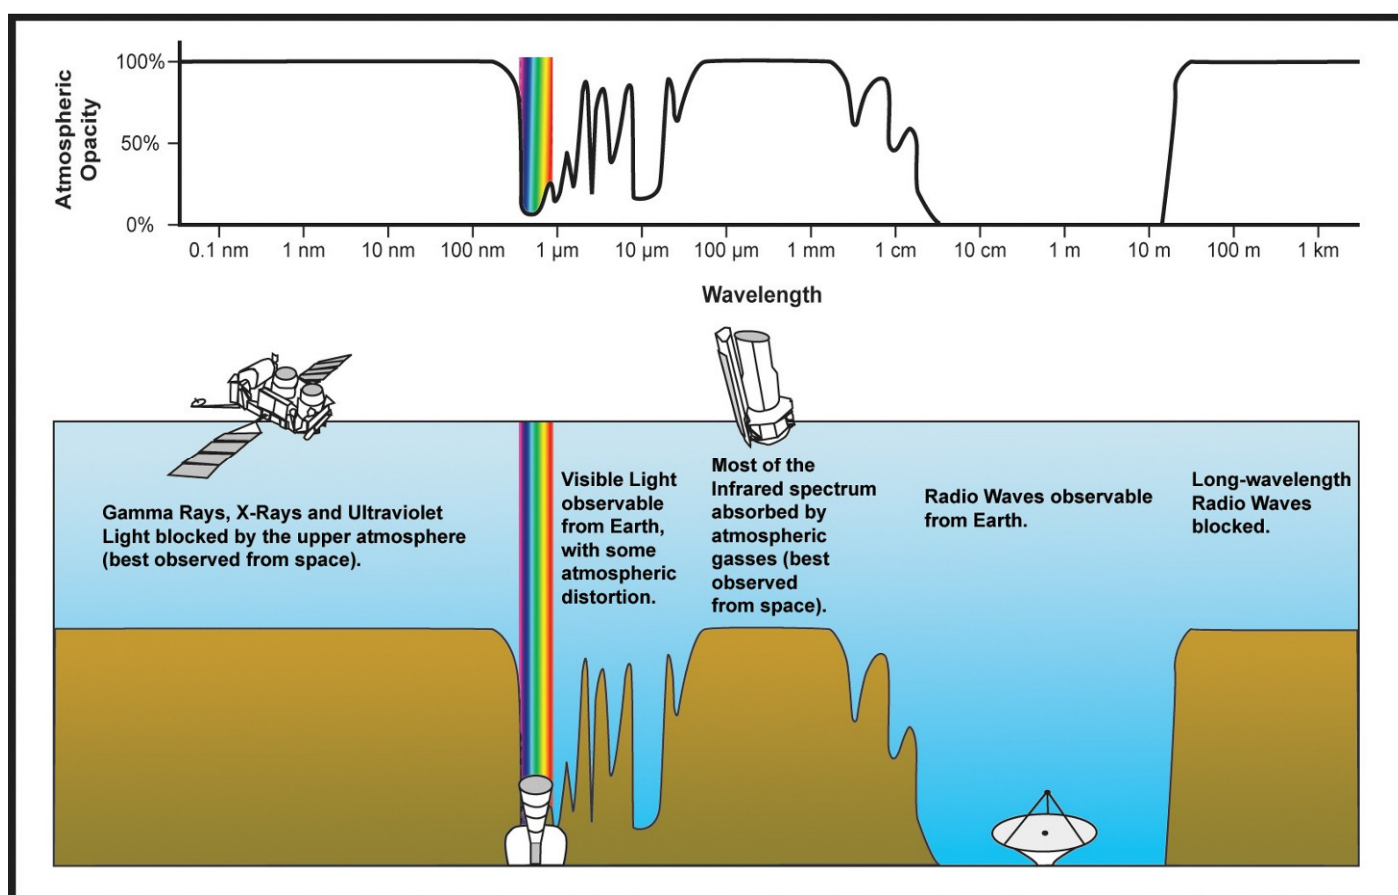 Atmospheric
Opacity
100%
50%
0%
0.1 nm
1 nm
10 nm
100 nm
1 µm
10 µm
100 µm
1 mm
1 cm
10 cm
1 m
10 m
100 m
1 km
Wavelength
Gamma Rays, X-Rays and Ultraviolet
Light blocked by the upper atmosphere
(best observed from space).
Visible Light
observable
from Earth,
with some
atmospheric
distortion.
Most of the
Infrared spectrum
absorbed by
atmospheric
gasses (best
observed
from space).
Radio Waves observable
from Earth.
Long-wavelength
Radio Waves
blocked.